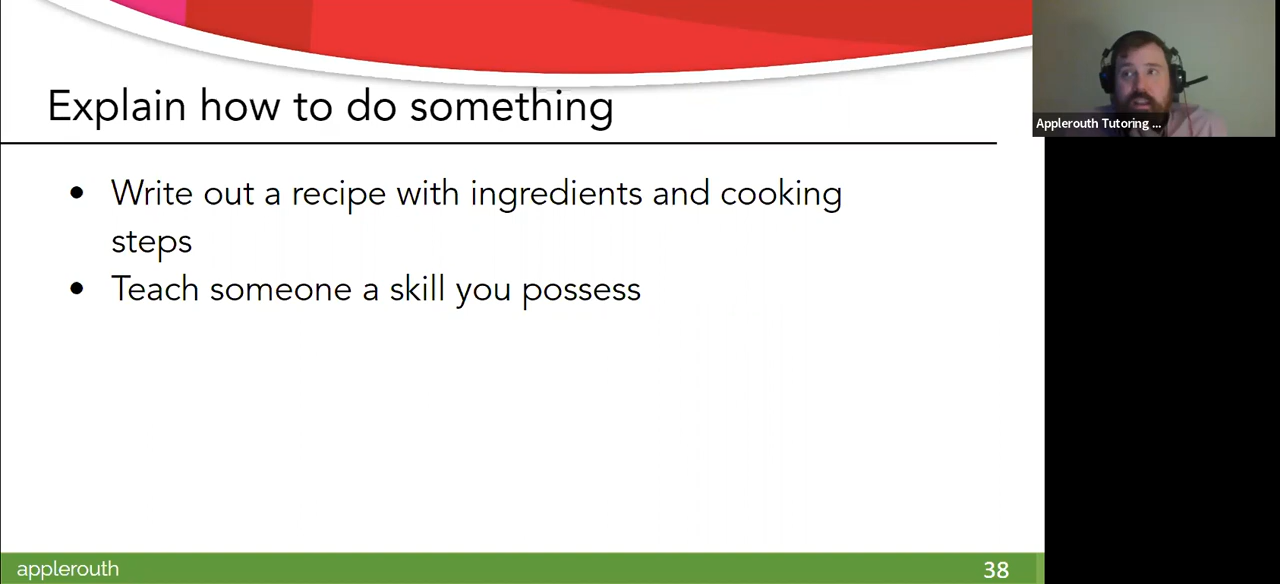 Explain how to do something
Applerouth Tutoring ...
• Write out a recipe with ingredients and cooking
steps
• Teach someone a skill you possess
applerouth
38